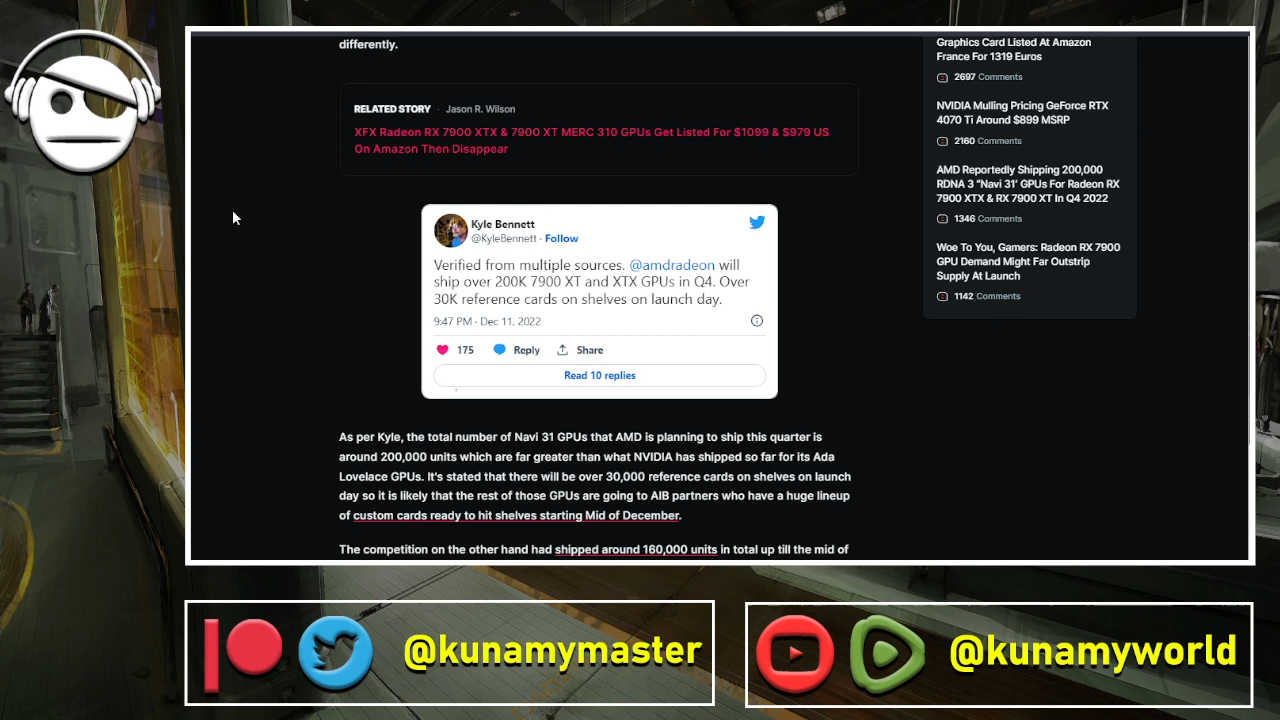 differently.
RELATED STORY · Jason R. Wilson
XFX Radeon RX 7900 XTX & 7900 XT MERC 310 GPUs Get Listed For $1099 & $979 US
On Amazon Then Disappear
Kyle Bennett
@KyleBennett · Follow
Verified from multiple sources. @amdradeon will
ship over 200K 7900 XT and XTX GPUs in Q4. Over
30K reference cards on shelves on launch day.
9:47 PM · Dec 11, 2022
175 Reply Share
Read 10 replies
As per Kyle, the total number of Navi 31 GPUs that AMD is planning to ship this quarter is
around 200,000 units which are far greater than what NVIDIA has shipped so far for its Ada
Lovelace GPUs. It's stated that there will be over 30,000 reference cards on shelves on launch
day so it is likely that the rest of those GPUs are going to AIB partners who have a huge lineup
of custom cards ready to hit shelves starting Mid of December.
The competition on the other hand had shipped around 160,000 units in total up till the mid of
Graphics Card Listed At Amazon
France For 1319 Euros
2697 Comments
NVIDIA Mulling Pricing GeForce RTX
4070 Ti Around $899 MSRP
2160 Comments
AMD Reportedly Shipping 200,000
RDNA 3 “Navi 31’ GPUs For Radeon RX
7900 XTX & RX 7900 XT In Q4 2022
1346 Comments
Woe To You, Gamers: Radeon RX 7900
GPU Demand Might Far Outstrip
Supply At Launch
1142 Comments
@kunamymaster
@kunamyworld